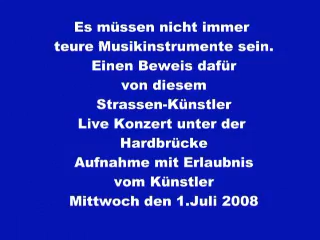 Es müssen nicht immer
teure Musikinstrumente sein.
Einen Beweis dafür
von diesem
Strassen-Künstler
Live Konzert unter der
Hardbrücke
Aufnahme mit Erlaubnis
vom Künstler
Mittwoch den 1.Juli 2008